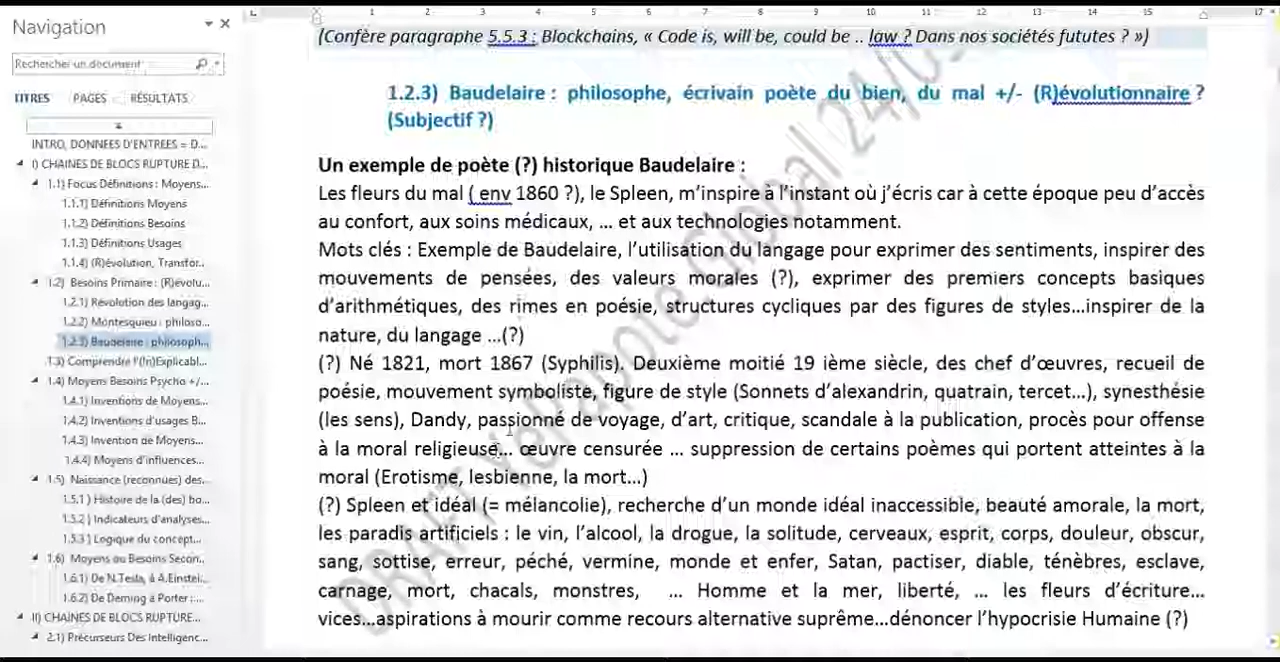 Navigation
Rechercher un document
TITRES PAGES RÉSULTATS
INTRO, DONNEES D'ENTREES = D...
I) CHAINES DE BLOCS RUPTURE D...
1.1) Focus Définitions : Moyens...
1.1.1) Définitions Moyens
1.1.2) Définitions Besoins
1.1.3) Définitions Usages
1.1.4) (R)évolution, Transfor...
1.2) Besoins Primaire : (R)évolu...
1.2.1) Révolution des langag...
1.2.2) Montesquieu : philoso...
1.2.3) Baudelaire : philosoph...
1.3) Comprendre l'(In)Explicabl...
1.4) Moyens Besoins Psycho +/...
1.4.1) Inventions de Moyens...
1.4.2) Inventions d'usages B...
1.4.3) Invention de Moyens...
1.4.4) Moyens d'influences...
1.5) Naissance (reconnues) des...
1.5.1 ) Histoire de la (des) bo...
1.5.2 ) Indicateurs d'analyses...
1.5.3 ) Logique du concept...
1.6) Moyens ou Besoins Secon...
1.6.1) De N.Tesla, à A.Einstei...
1.6.2) De Deming à Porter :...
II) CHAINES DE BLOCS RUPTURE...
2.1) Précurseurs Des Intelligenc...
1 2 3 4 5 6 7 8 9 10 11 12 13 14 15 17
(Confère paragraphe 5.5.3 : Blockchains, « Code is, will be, could be .. law ? Dans nos sociétés fututes ? »)
1.2.3) Baudelaire : philosophe, écrivain poète du bien, du mal +/- (R)évolutionnaire ?
(Subjectif ?)
Un exemple de poète (?) historique Baudelaire :
Les fleurs du mal ( env 1860 ?), le Spleen, m'inspire à l'instant où j'écris car à cette époque peu d'accès
au confort, aux soins médicaux, ... et aux technologies notamment.
Mots clés : Exemple de Baudelaire, l'utilisation du langage pour exprimer des sentiments, inspirer des
mouvements de pensées, des valeurs morales (?), exprimer des premiers concepts basiques
d'arithmétiques, des rimes en poésie, structures cycliques par des figures de styles...inspirer de la
nature, du langage ...(?)
(?) Né 1821, mort 1867 (Syphilis). Deuxième moitié 19 ième siècle, des chef d'œuvres, recueil de
poésie, mouvement symboliste, figure de style (Sonnets d'alexandrin, quatrain, tercet...), synesthésie
(les sens), Dandy, passionné de voyage, d'art, critique, scandale à la publication, procès pour offense
à la moral religieuse... œuvre censurée ... suppression de certains poèmes qui portent atteintes à la
moral (Erotisme, lesbienne, la mort...)
(?) Spleen et idéal (= mélancolie), recherche d'un monde idéal inaccessible, beauté amorale, la mort,
les paradis artificiels : le vin, l'alcool, la drogue, la solitude, cerveaux, esprit, corps, douleur, obscur,
sang, sottise, erreur, péché, vermine, monde et enfer, Satan, pactiser, diable, ténèbres, esclave,
carnage, mort, chacals, monstres, ... Homme et la mer, liberté, ... les fleurs d'écriture...
vices...aspirations à mourir comme recours alternative suprême...dénoncer l'hypocrisie Humaine (?)